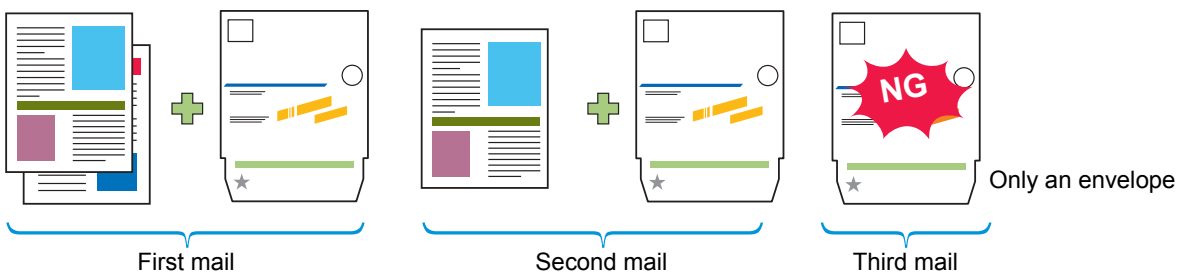 NG
Only an envelope
First mail
Second mail
Third mail